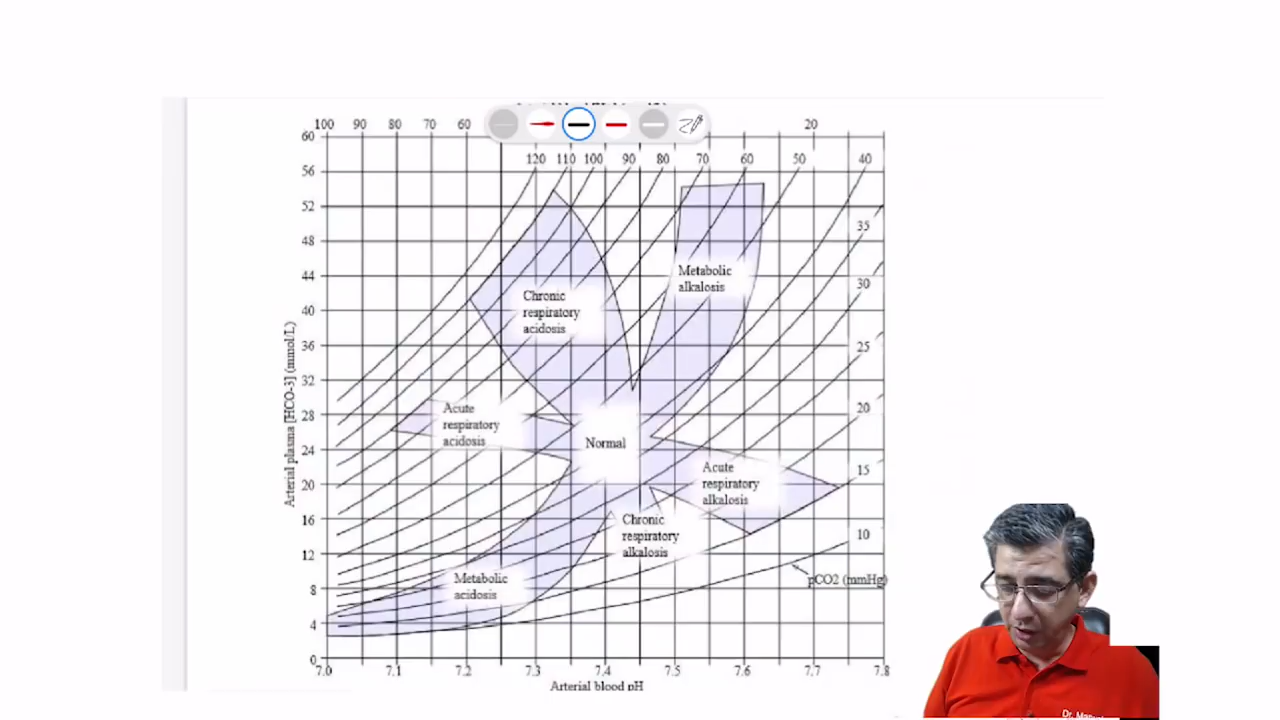 100 90 80 70 60 20
60
120 110 100 90 80 70 60 50 40
56
52
35
48
Metabolic
alkalosis
44
30
Chronic
respiratory
acidosis
40
36
25
32
28
Acute
respiratory
acidosis
20
Normal
24
Acute
respiratory
alkalosis
15
20
16
Chronic
respiratory
alkalosis
10
12
Metabolic
acidosis
pCO2 (mmHg)
8
4
0
Arterial plasma [HCO-3] (mmol/L)
7.0 7.1 7.2 7.3 7.4 7.5 7.6 7.7 7.8
Arterial blood pH
Dr.